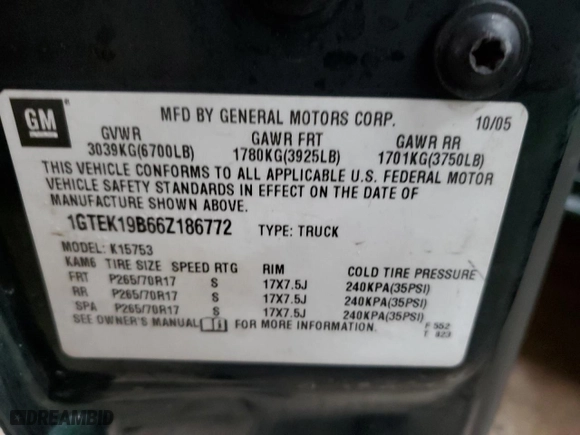 GM
MFD BY GENERAL MOTORS CORP. 10/05
GVWR GAWR FRT GAWR RR
3039KG(6700LB) 1780KG(3925LB) 1701KG(3750LB)
THIS VEHICLE CONFORMS TO ALL APPLICABLE U.S. FEDERAL MOTOR
VEHICLE SAFETY STANDARDS IN EFFECT ON THE DATE OF
MANUFACTURE SHOWN ABOVE.
1GTEK19B66Z186772 TYPE: TRUCK
MODEL: K15753
KAM6 TIRE SIZE SPEED RTG RIM COLD TIRE PRESSURE
FRT P265/70R17 S 17X7.5J 240KPA(35PSI)
RR P265/70R17 S 17X7.5J 240KPA(35PSI)
SPA P265/70R17 S 17X7.5J 240KPA(35PSI)
SEE OWNER'S MANUAL FOR MORE INFORMATION. F 552
T 323
DREAMBID